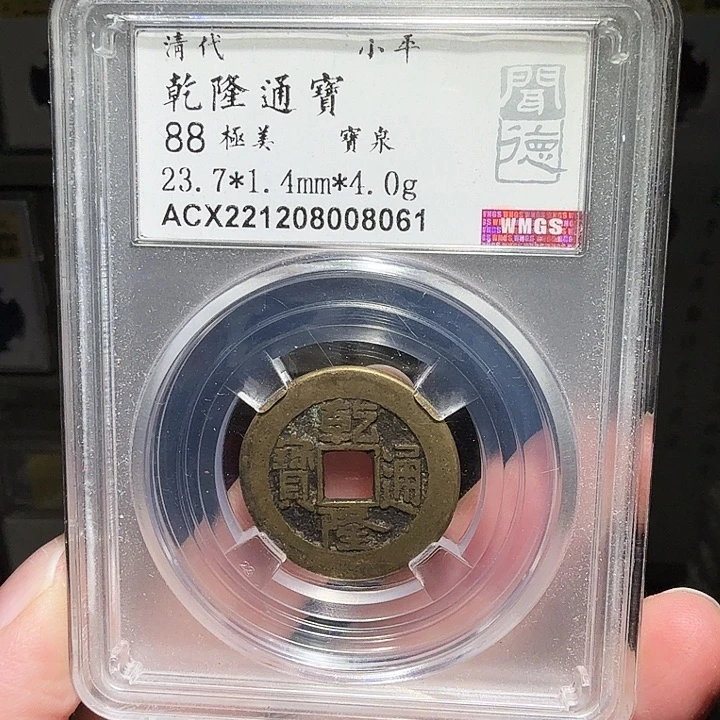 清代 小平
乾隆通寶
88 極美 寶泉
23.7*1.4mm*4.0g
ACX221208008061
聞德
WMGS
乾隆通寶